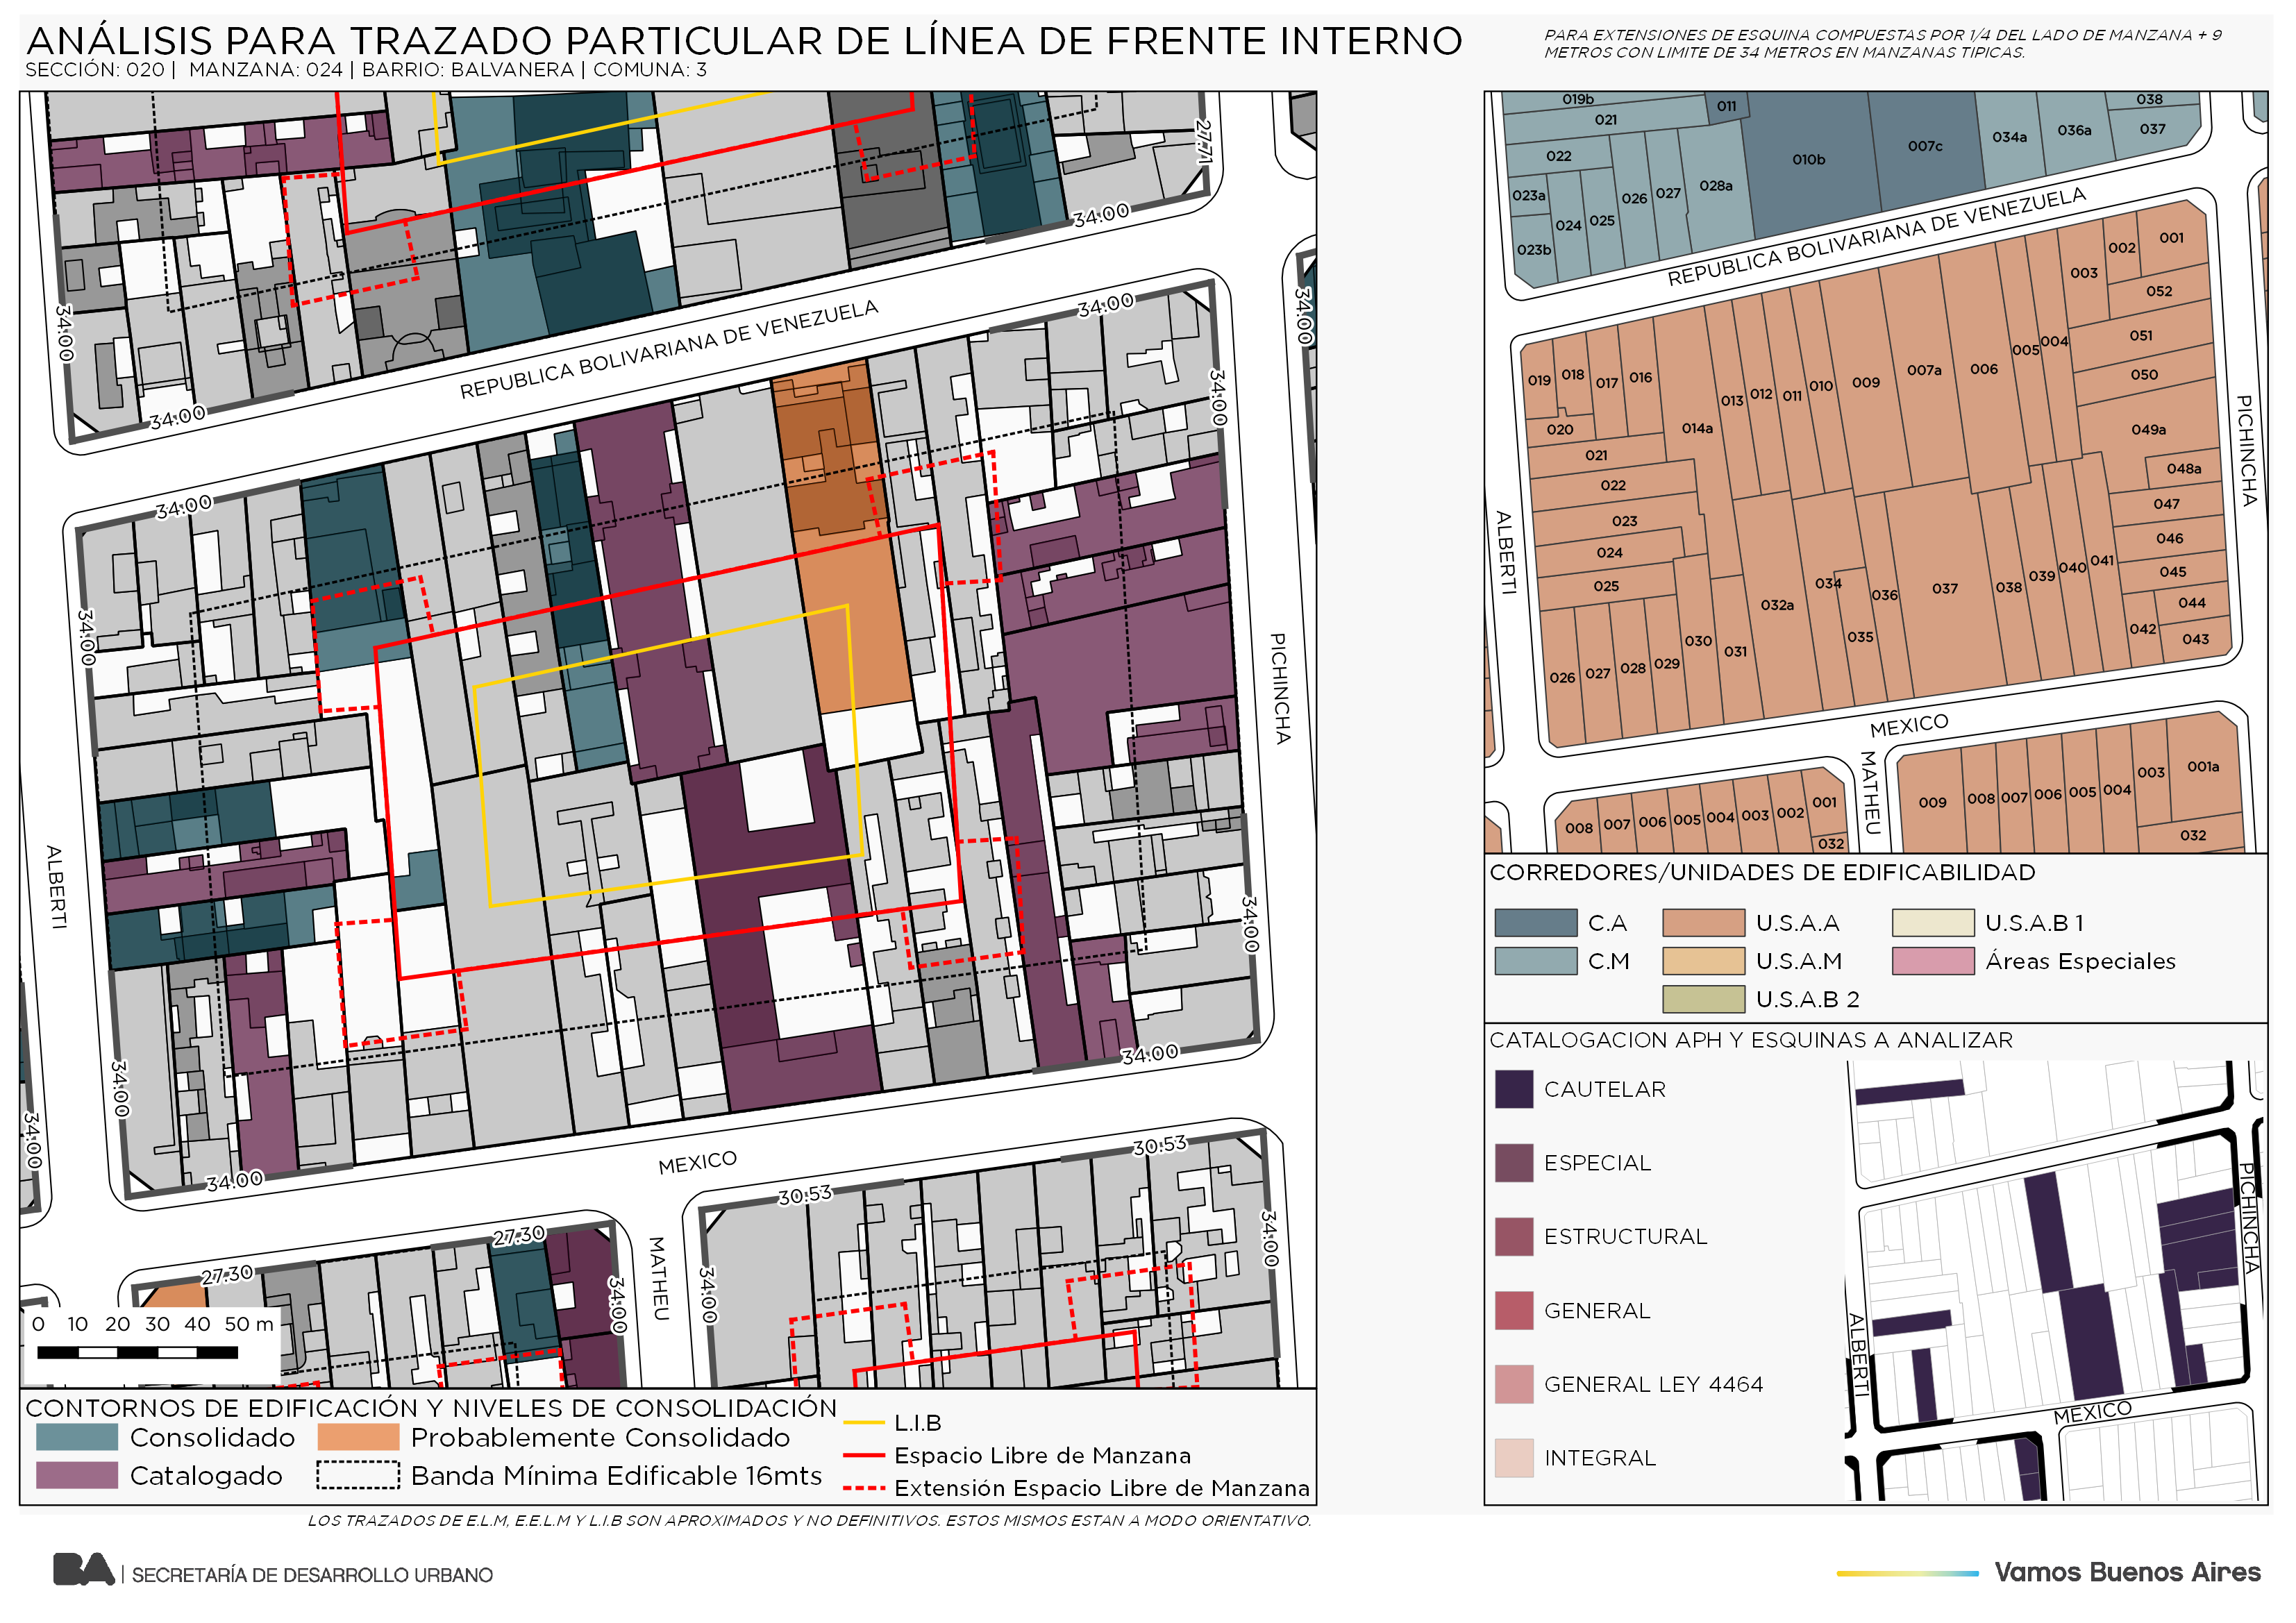 ANÁLISIS PARA TRAZADO PARTICULAR DE LÍNEA DE FRENTE INTERNO
SECCIÓN: 020 | MANZANA: 024 | BARRIO: BALVANERA | COMUNA: 3
PARA EXTENSIONES DE ESQUINA COMPUESTAS POR 1/4 DEL LADO DE MANZANA + 9
METROS CON LIMITE DE 34 METROS EN MANZANAS TIPICAS.
27.71
34.00
34.00
34.00
34.00
REPUBLICA BOLIVARIANA DE VENEZUELA
34.00
34.00
34.00
34.00
PICHINCHA
ALBERTI
34.00
34.00
34.00
34.00
34.00
34.00
MEXICO
30.53
30.53
27.30
27.30
34.00
MATHEU
34.00
34.00
0 10 20 30 40 50 m
CONTORNOS DE EDIFICACIÓN Y NIVELES DE CONSOLIDACIÓN
Consolidado
Probablemente Consolidado
Catalogado
Banda Mínima Edificable 16mts
L.I.B
Espacio Libre de Manzana
Extensión Espacio Libre de Manzana
LOS TRAZADOS DE E.L.M, E.E.L.M Y L.I.B SON APROXIMADOS Y NO DEFINITIVOS. ESTOS MISMOS ESTAN A MODO ORIENTATIVO.
019b
011
038
021
037
036a
034a
007c
010b
022
028a
027
026
023a
025
024
023b
REPUBLICA BOLIVARIANA DE VENEZUELA
001
002
003
052
051
004
005
050
006
007a
009
010
011
012
013
016
017
018
019
020
014a
049a
021
048a
022
047
023
046
024
045
025
041
040
039
038
037
036
034
032a
044
042
043
035
030
031
029
028
027
026
ALBERTI
PICHINCHA
MEXICO
MATHEU
008
007
006
005
004
003
002
001
032
009
008
007
006
005
004
003
001a
032
CORREDORES/UNIDADES DE EDIFICABILIDAD
C.A
U.S.A.A
U.S.A.B 1
C.M
U.S.A.M
Áreas Especiales
U.S.A.B 2
CATALOGACION APH Y ESQUINAS A ANALIZAR
CAUTELAR
ESPECIAL
ESTRUCTURAL
GENERAL
GENERAL LEY 4464
INTEGRAL
PICHINCHA
ALBERTI
MEXICO
BA | SECRETARÍA DE DESARROLLO URBANO
Vamos Buenos Aires